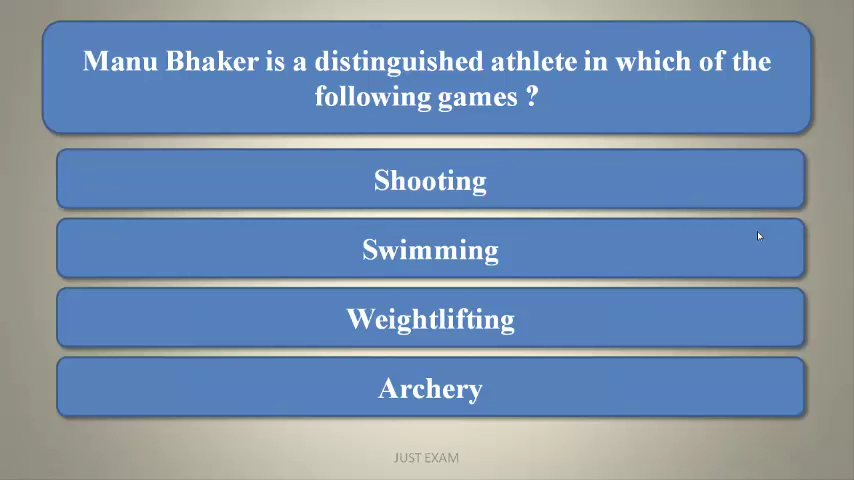 Manu Bhaker is a distinguished athlete in which of the
following games ?
Shooting
Swimming
Weightlifting
Archery
JUST EXAM